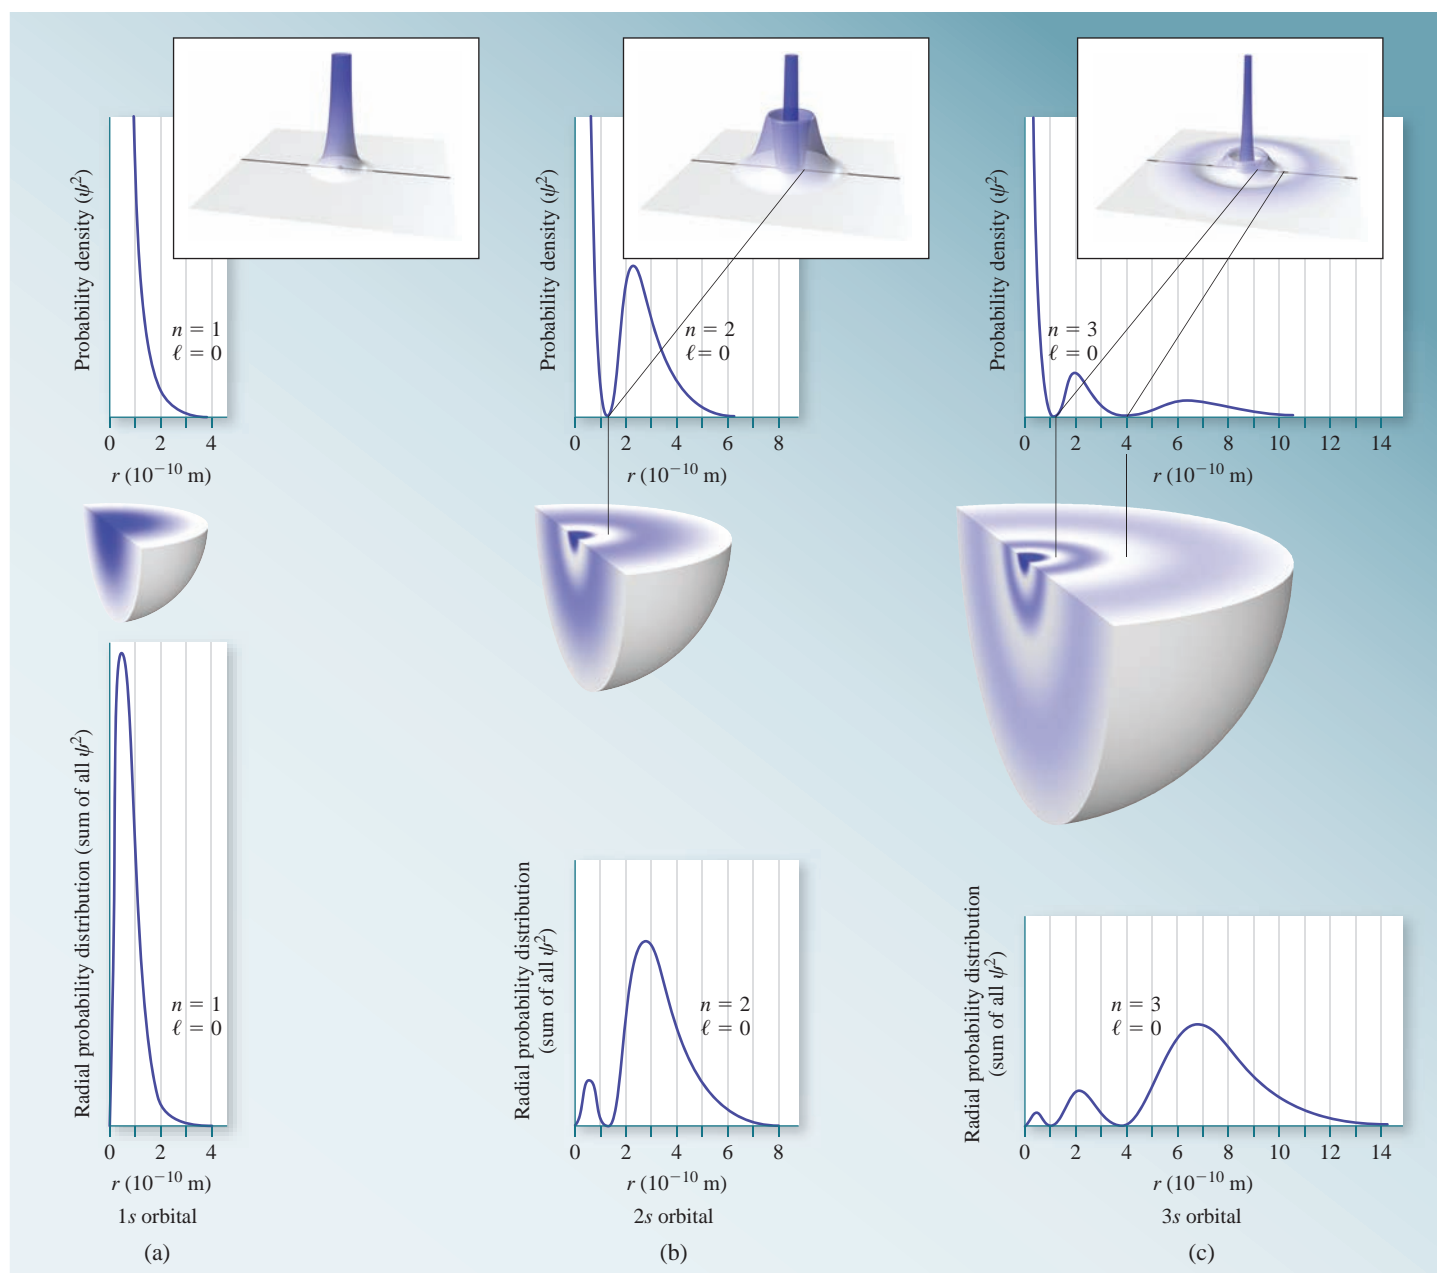 Probability density (ψ²)
n = 1
ℓ = 0
0 2 4
r (10⁻¹⁰ m)
Probability density (ψ²)
n = 2
ℓ = 0
0 2 4 6 8
r (10⁻¹⁰ m)
Probability density (ψ²)
n = 3
ℓ = 0
0 2 4 6 8 10 12 14
r (10⁻¹⁰ m)
Radial probability distribution (sum of all ψ²)
n = 1
ℓ = 0
0 2 4
r (10⁻¹⁰ m)
1s orbital
(a)
Radial probability distribution
(sum of all ψ²)
n = 2
ℓ = 0
0 2 4 6 8
r (10⁻¹⁰ m)
2s orbital
(b)
Radial probability distribution
(sum of all ψ²)
n = 3
ℓ = 0
0 2 4 6 8 10 12 14
r (10⁻¹⁰ m)
3s orbital
(c)